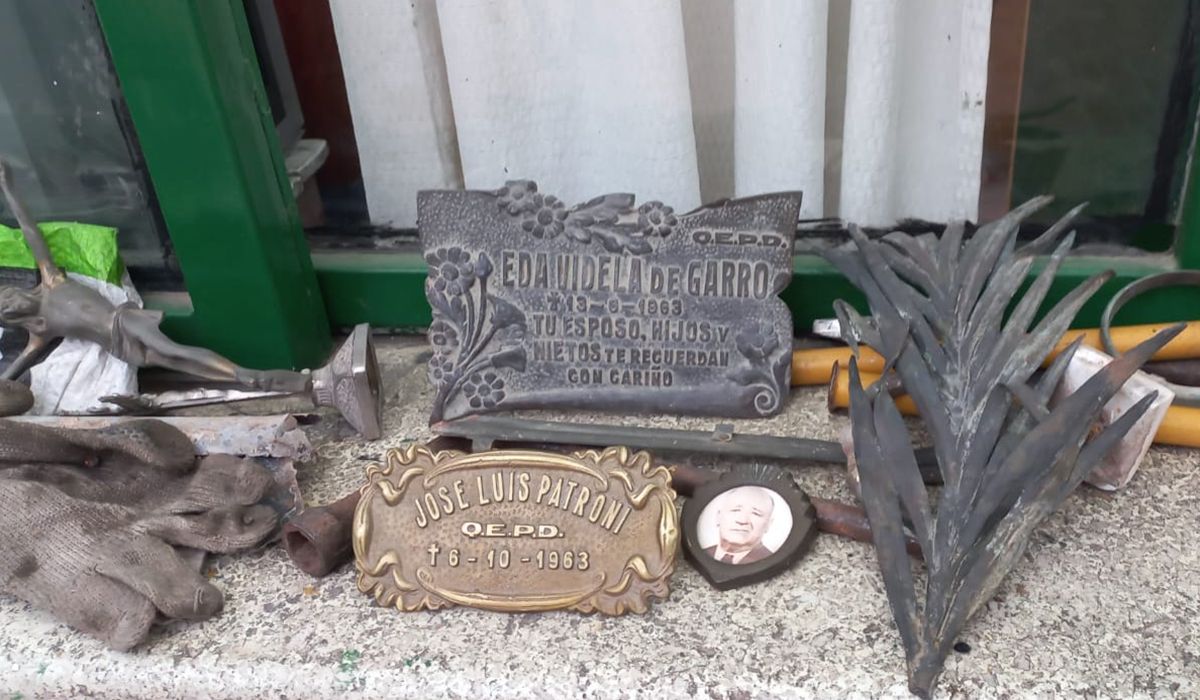 Q.E.P.D.
EDA VIDELA DE GARRO
✝ 13-6-1963
TU ESPOSO, HIJOS Y
NIETOS TE RECUERDAN
CON CARIÑO
JOSE LUIS PATRONI
Q.E.P.D.
✝ 6-10-1963